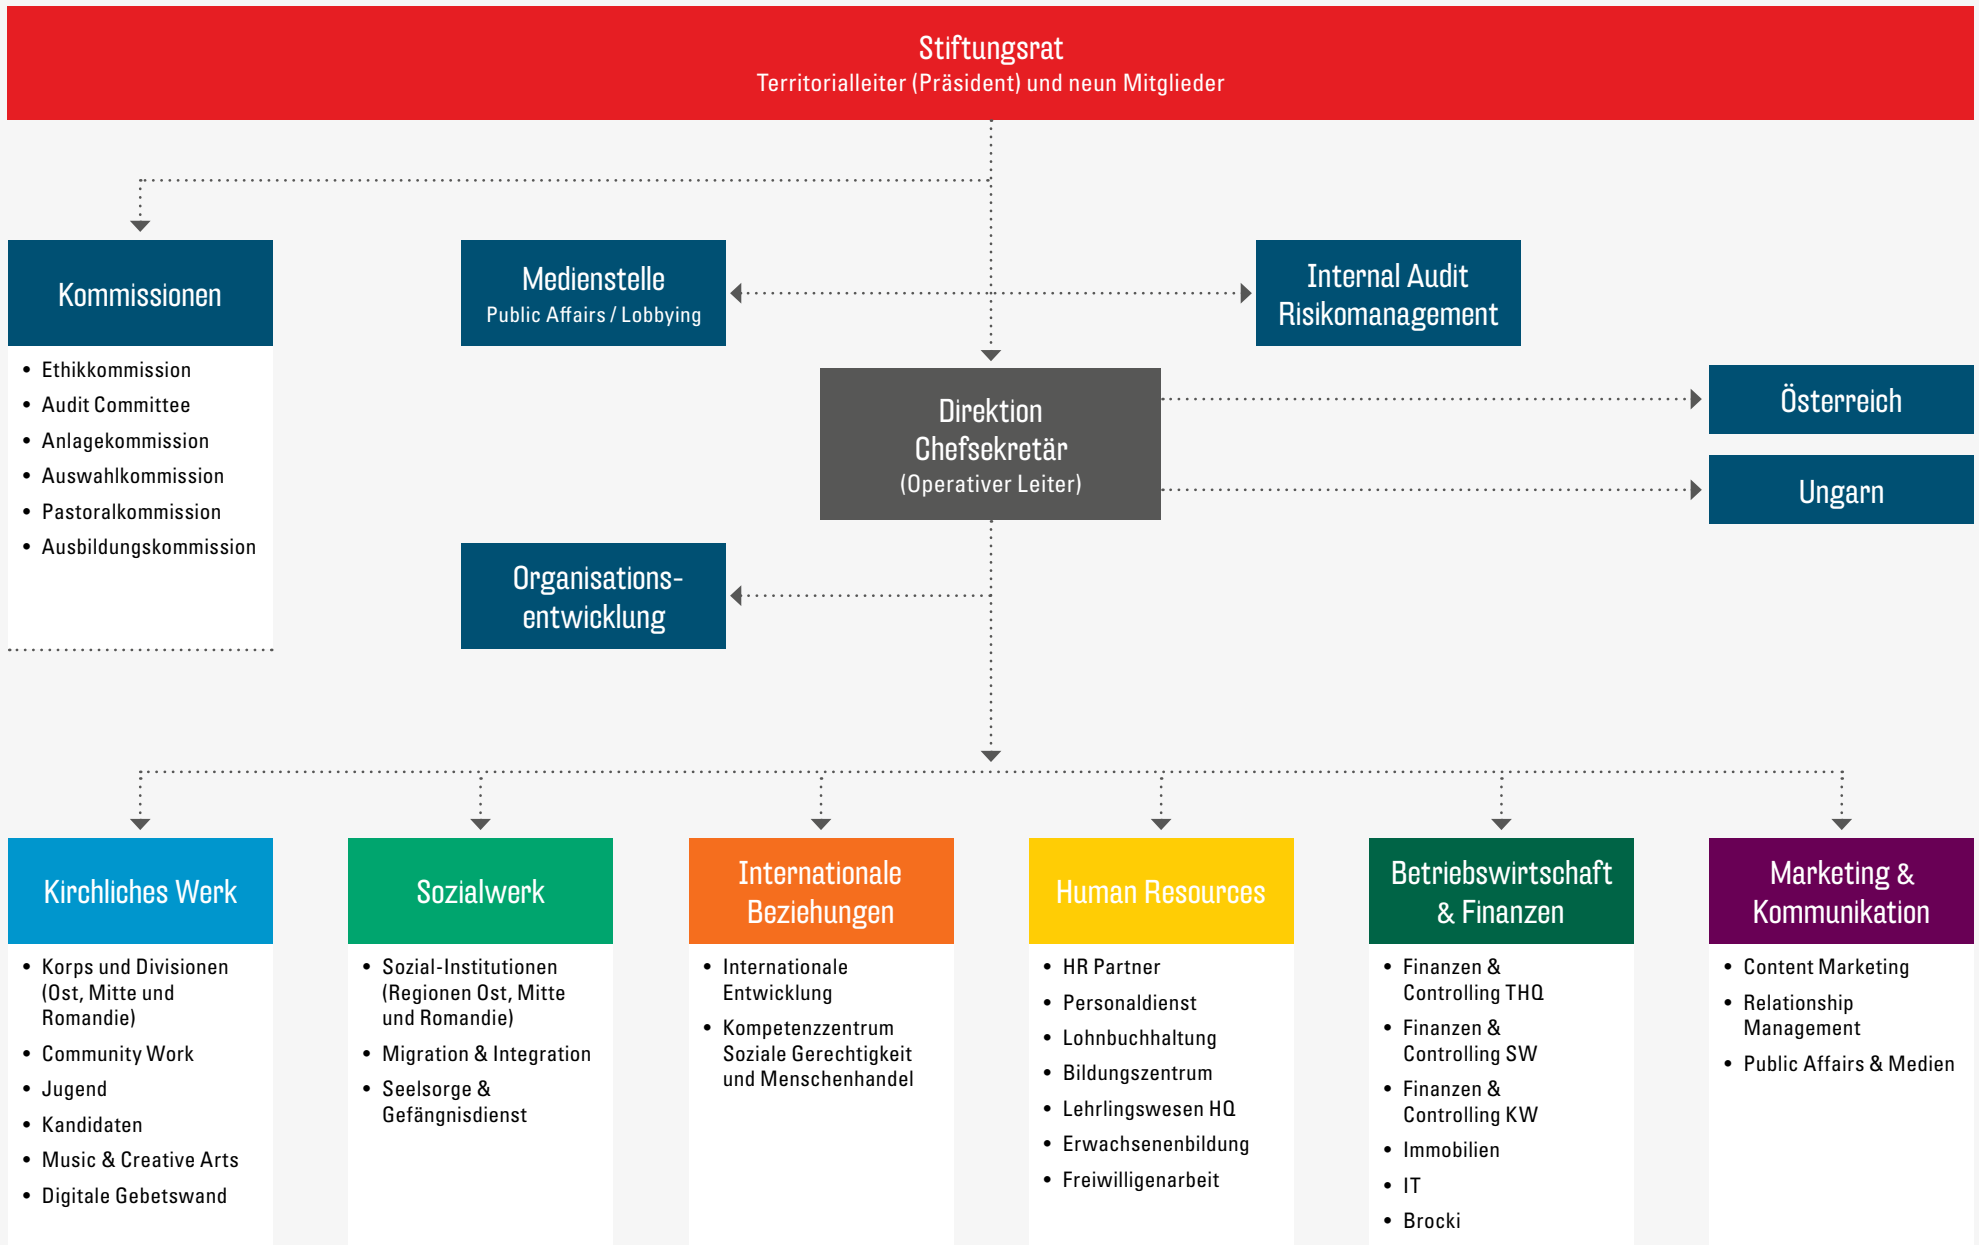 Stiftungsrat
Territorialleiter (Präsident) und neun Mitglieder
Kommissionen
• Ethikkommission
• Audit Committee
• Anlagekommission
• Auswahlkommission
• Pastoralkommission
• Ausbildungskommission
Medienstelle
Public Affairs / Lobbying
Internal Audit
Risikomanagement
Direktion
Chefsekretär
(Operativer Leiter)
Österreich
Ungarn
Organisations-
entwicklung
Kirchliches Werk
• Korps und Divisionen
(Ost, Mitte und
Romandie)
• Community Work
• Jugend
• Kandidaten
• Music & Creative Arts
• Digitale Gebetswand
Sozialwerk
• Sozial-Institutionen
(Regionen Ost, Mitte
und Romandie)
• Migration & Integration
• Seelsorge &
Gefängnisdienst
Internationale
Beziehungen
• Internationale
Entwicklung
• Kompetenzzentrum
Soziale Gerechtigkeit
und Menschenhandel
Human Resources
• HR Partner
• Personaldienst
• Lohnbuchhaltung
• Bildungszentrum
• Lehrlingswesen HQ
• Erwachsenenbildung
• Freiwilligenarbeit
Betriebswirtschaft
& Finanzen
• Finanzen &
Controlling THQ
• Finanzen &
Controlling SW
• Finanzen &
Controlling KW
• Immobilien
• IT
• Brocki
Marketing &
Kommunikation
• Content Marketing
• Relationship
Management
• Public Affairs & Medien